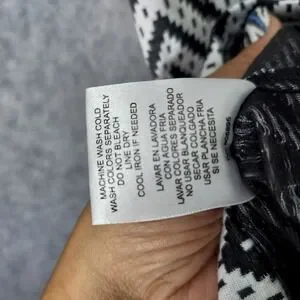 MACHINE WASH COLD
WASH COLORS SEPARATELY
DO NOT BLEACH
LINE DRY
COOL IRON IF NEEDED
LAVAR EN LAVADORA
CON AGUA FRIA
LAVAR COLORES SEPARADO
NO USAR BLANQUEADOR
SECAR COLGADO
USAR PLANCHA FRIA
SI SE NECESITA